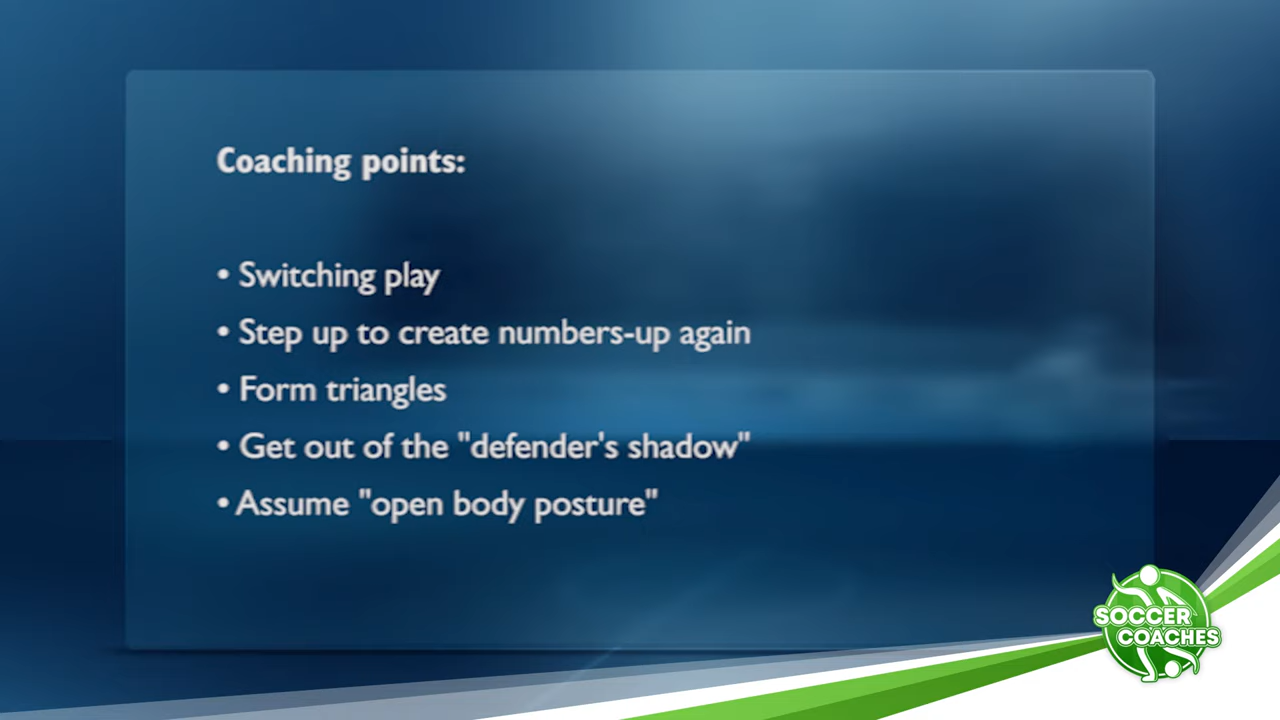 Coaching points:
• Switching play
• Step up to create numbers-up again
• Form triangles
• Get out of the "defender's shadow"
• Assume "open body posture"
SOCCER
COACHES